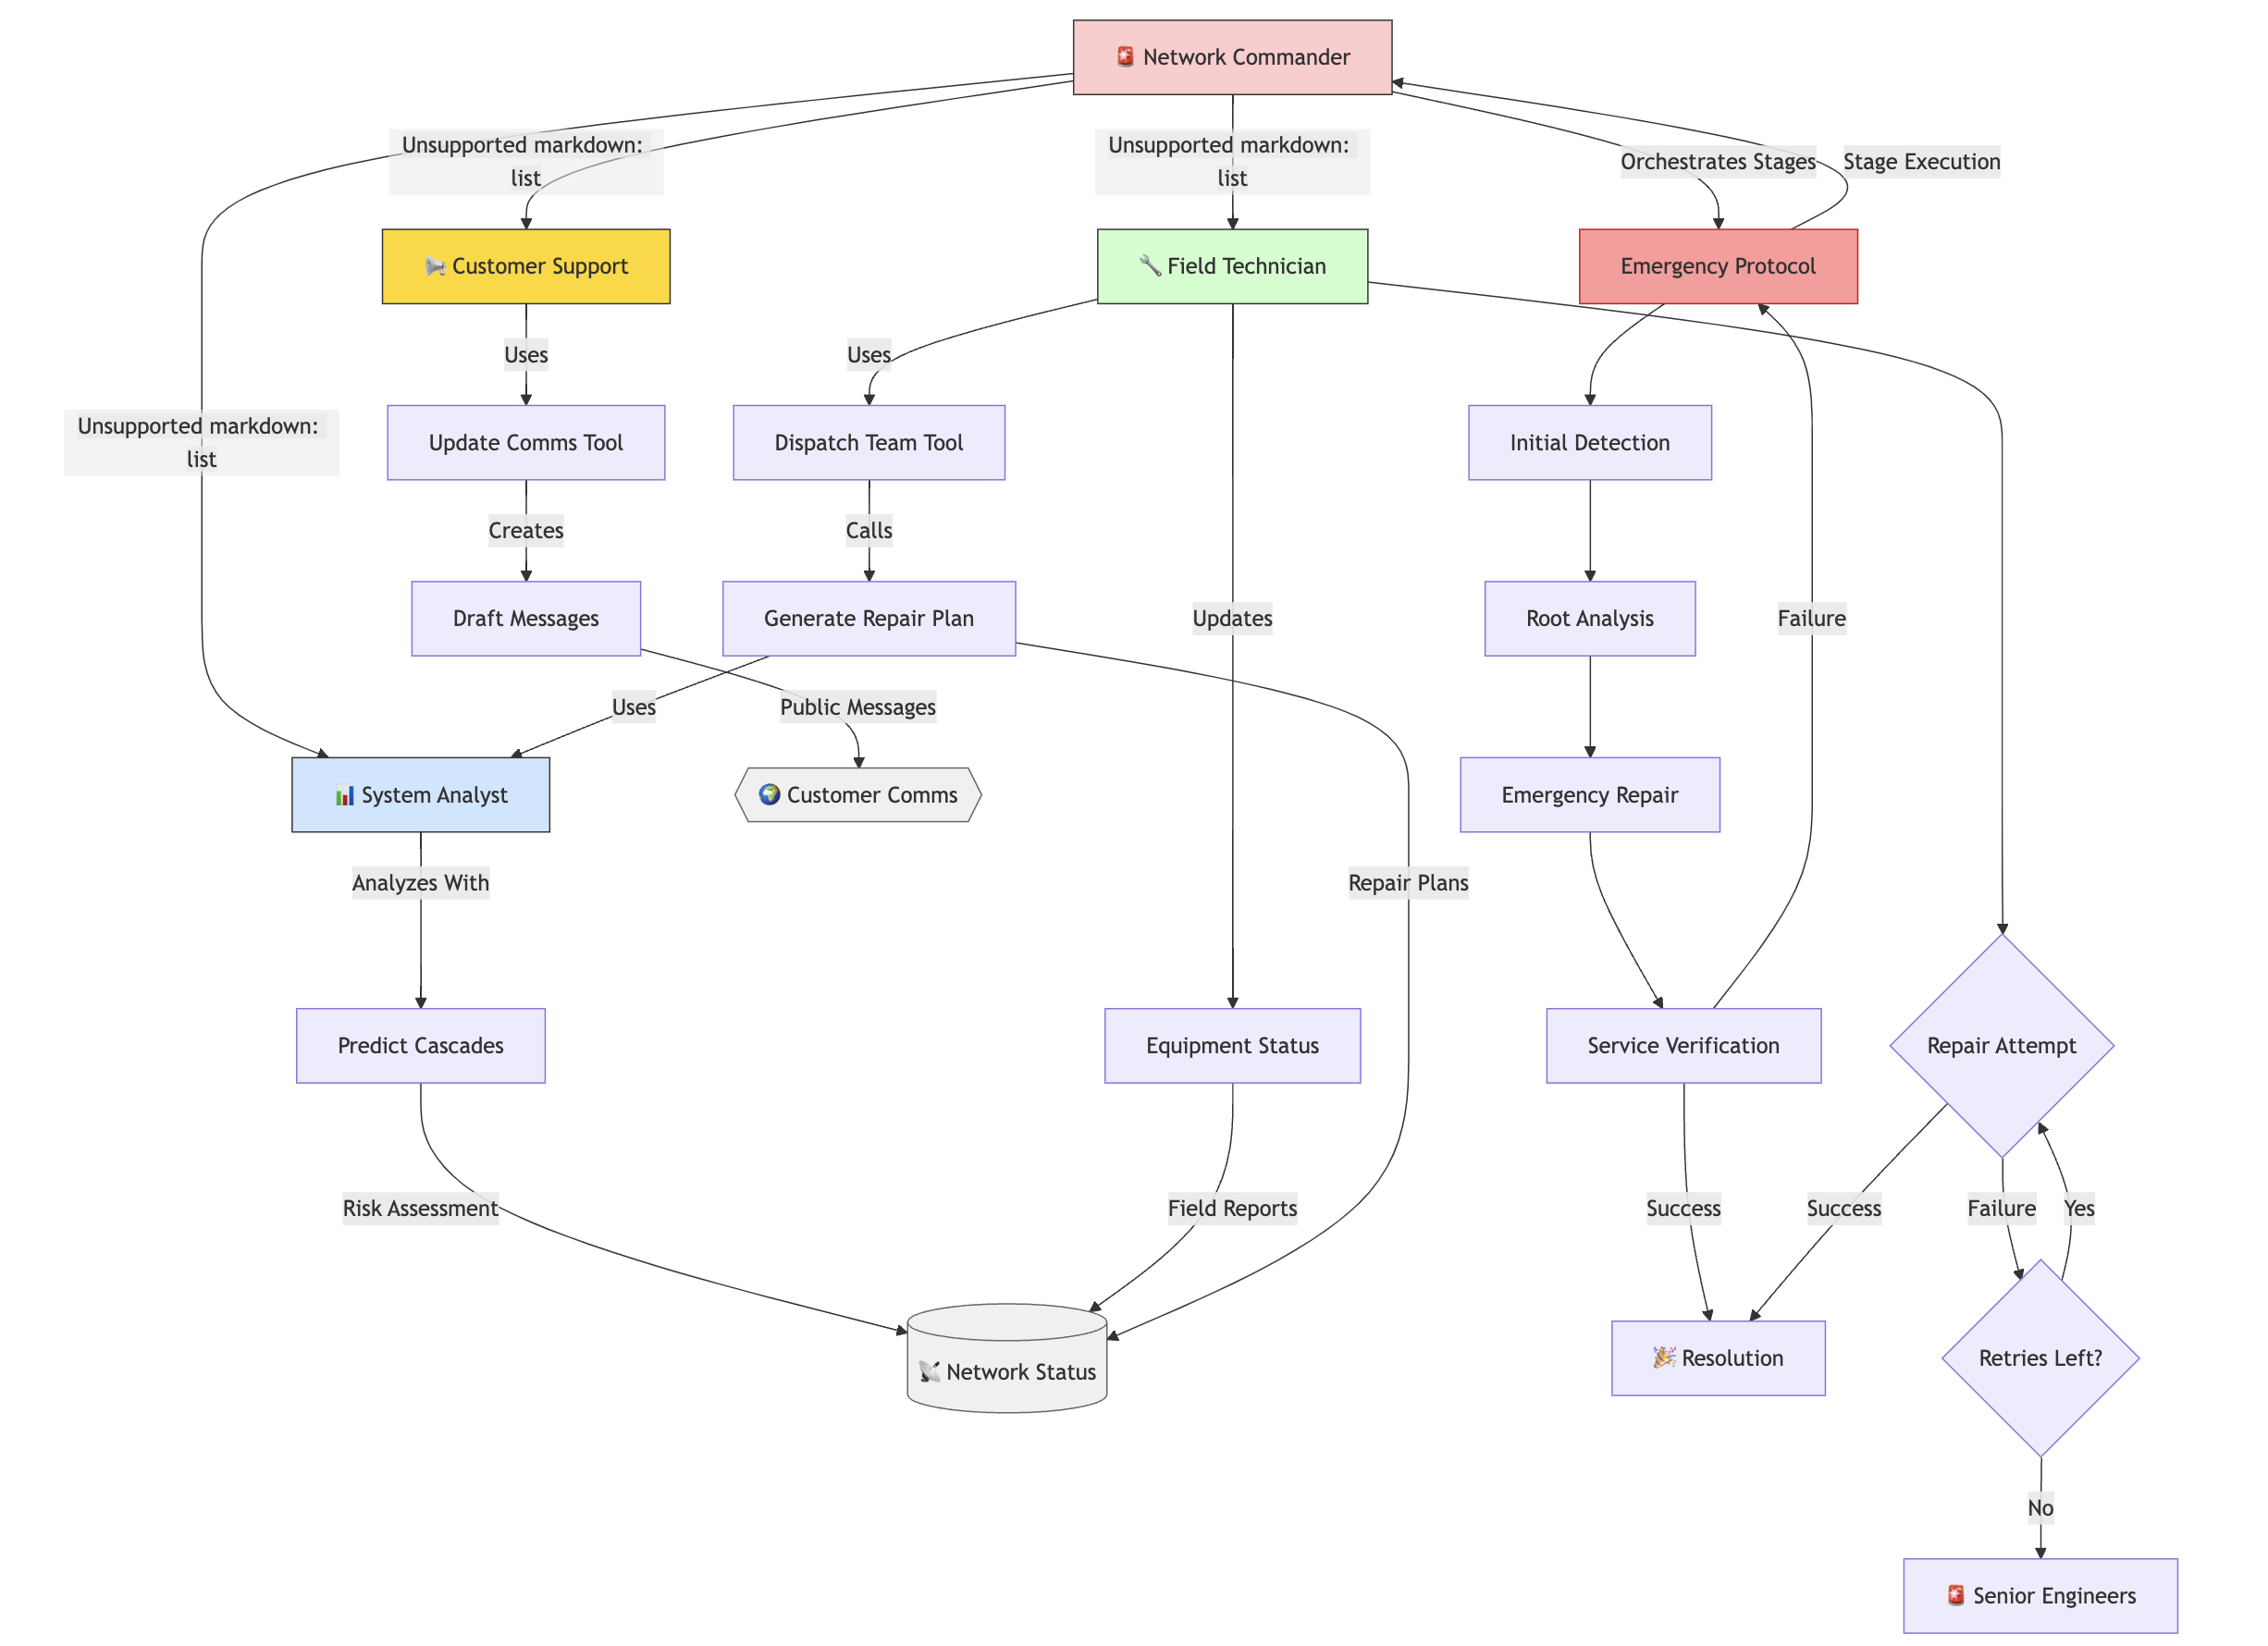 🚨 Network Commander
Unsupported markdown:
list
Unsupported markdown:
list
Orchestrates Stages
Stage Execution
📢 Customer Support
🔧 Field Technician
Emergency Protocol
Uses
Uses
Unsupported markdown:
list
Update Comms Tool
Dispatch Team Tool
Initial Detection
Creates
Calls
Draft Messages
Generate Repair Plan
Updates
Root Analysis
Failure
Uses
Public Messages
📊 System Analyst
🌍 Customer Comms
Emergency Repair
Analyzes With
Repair Plans
Predict Cascades
Equipment Status
Service Verification
Repair Attempt
Risk Assessment
Field Reports
Success
Success
Failure
Yes
📡 Network Status
🎉 Resolution
Retries Left?
No
🚨 Senior Engineers